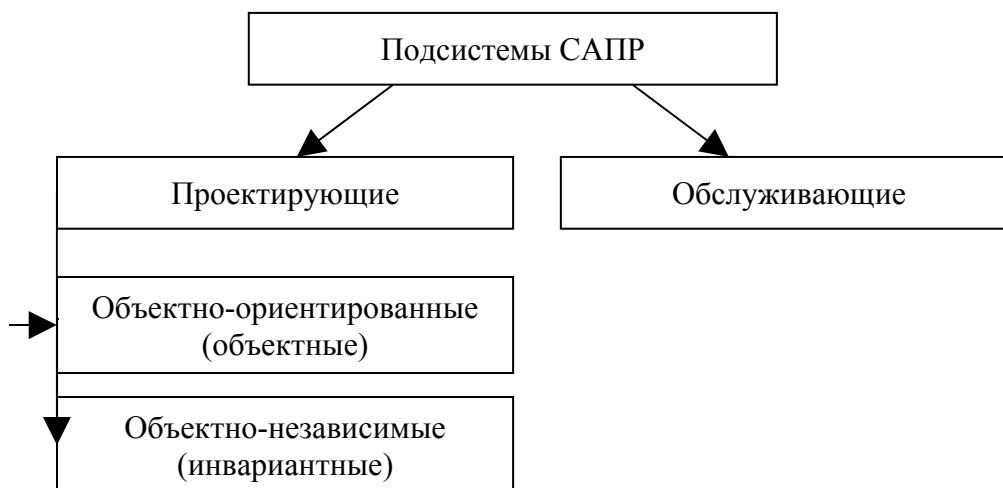 Подсистемы САПР
Проектирующие
Обслуживающие
Объектно-ориентированные
(объектные)
Объектно-независимые
(инвариантные)